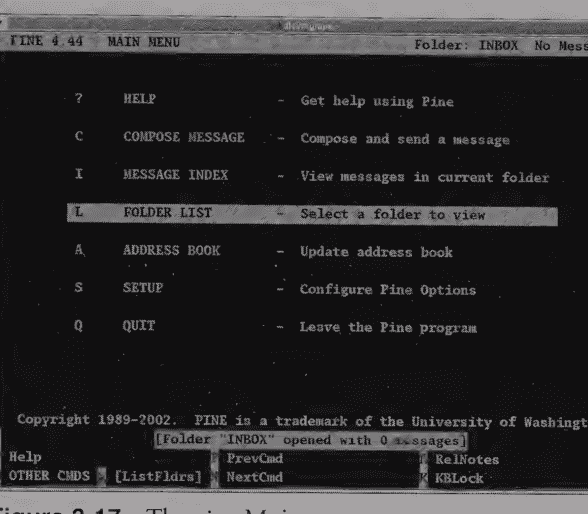 PINE 4.44 MAIN MENU Folder: INBOX No Mess
? HELP - Get help using Pine
C COMPOSE MESSAGE - Compose and send a message
I MESSAGE INDEX - View messages in current folder
L FOLDER LIST - Select a folder to view
A ADDRESS BOOK - Update address book
S SETUP - Configure Pine Options
Q QUIT - Leave the Pine program
Copyright 1989-2002. PINE is a trademark of the University of Washingt
[Folder "INBOX" opened with 0 messages]
Help P PrevCmd R RelNotes
OTHER CMDS [ListFldrs] N NextCmd K KBLock